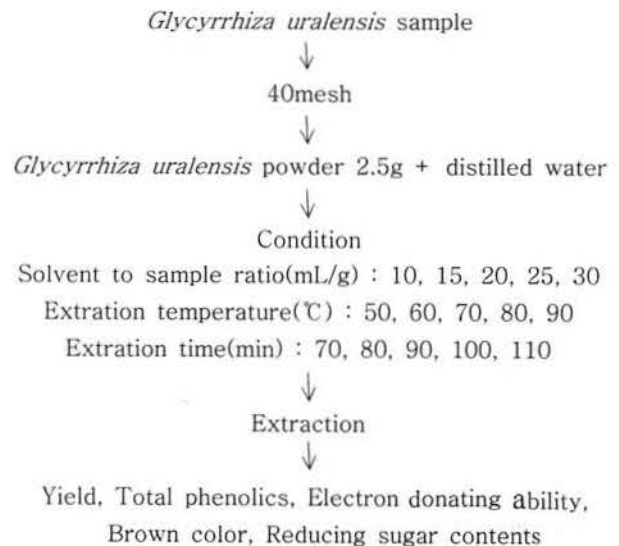 Glycyrrhiza uralensis sample
↓
40mesh
↓
Glycyrrhiza uralensis powder 2.5g + distilled water
↓
Condition
Solvent to sample ratio(mL/g) : 10, 15, 20, 25, 30
Extration temperature(℃) : 50, 60, 70, 80, 90
Extration time(min) : 70, 80, 90, 100, 110
↓
Extraction
↓
Yield, Total phenolics, Electron donating ability,
Brown color, Reducing sugar contents